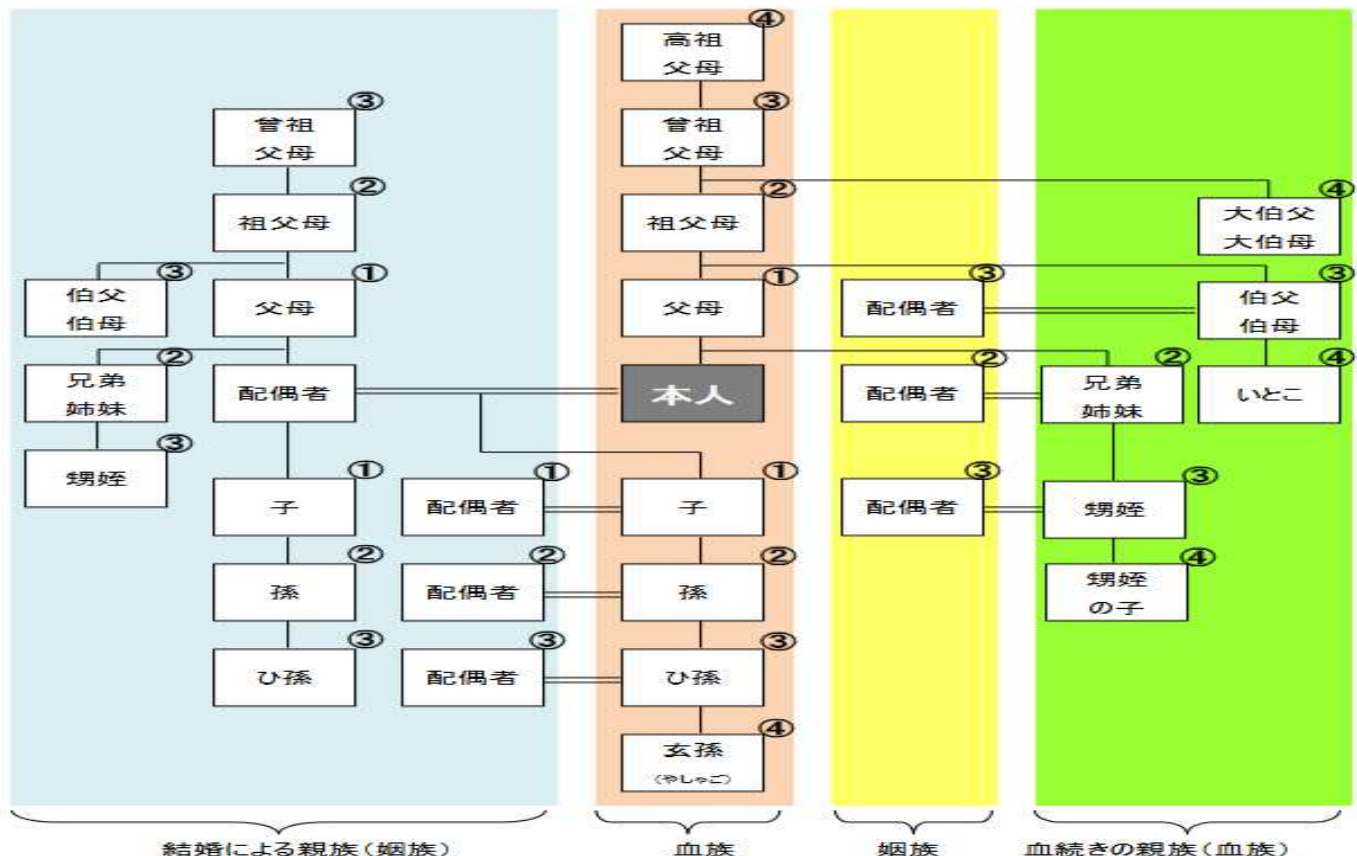 ④
高祖
父母
③
曾祖
父母
③
曾祖
父母
②
祖父母
②
祖父母
④
大伯父
大伯母
③
伯父
伯母
①
父母
①
父母
③
配偶者
③
伯父
伯母
②
兄弟
姉妹
配偶者
本人
②
配偶者
②
兄弟
姉妹
④
いとこ
③
甥姪
①
子
①
配偶者
①
子
③
配偶者
③
甥姪
②
孫
②
配偶者
②
孫
④
甥姪
の子
③
ひ孫
③
配偶者
③
ひ孫
④
玄孫
(やしゃご)
結婚による親族(姻族)
血族
姻族
血続きの親族(血族)